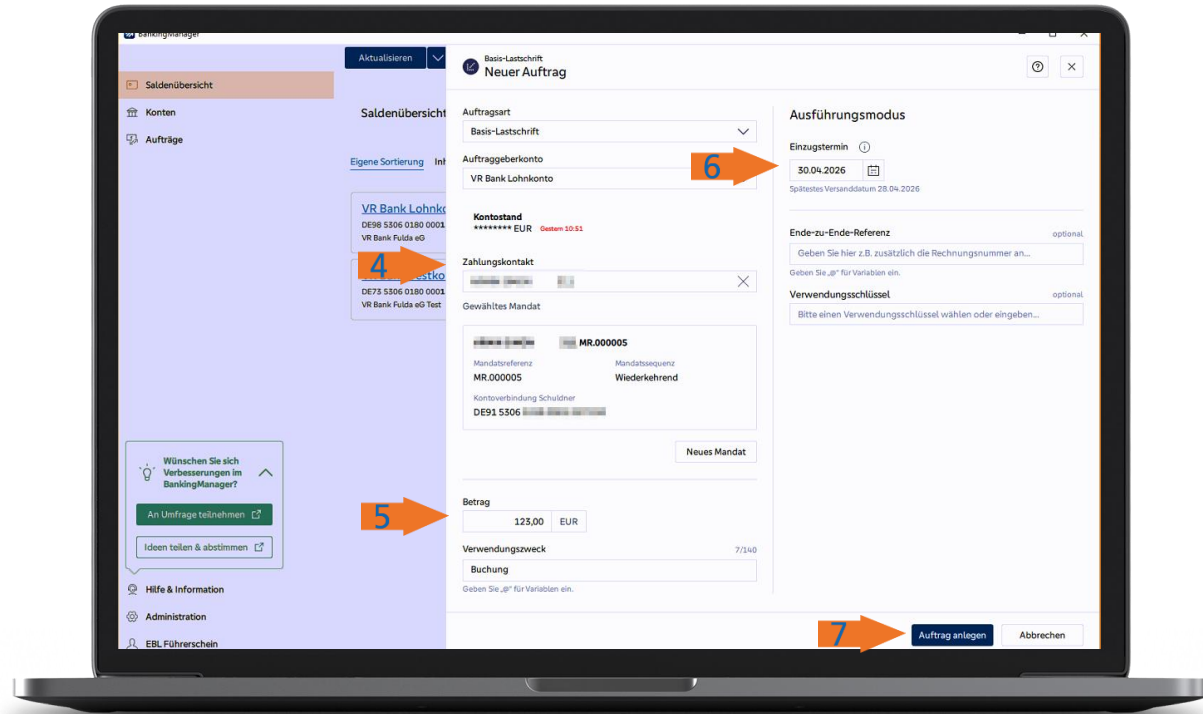 BankingManager
Saldenübersicht
Konten
Aufträge
Wünschen Sie sich
Verbesserungen im
BankingManager?
An Umfrage teilnehmen
Ideen teilen & abstimmen
Hilfe & Information
Administration
EBL Führerschein
Aktualisieren
Saldenübersicht
Eigene Sortierung
VR Bank
DE98 5306 0180 0001
VR Bank Fulda eG
DE73 5306 0180 0001
VR Bank Fulda eG Test
Basis-Lastschrift
Neuer Auftrag
Auftragsart
Basis-Lastschrift
Auftraggeberkonto
VR Bank Lohnkonto
Kontostand
******** EUR Gestern 10:51
4
Zahlungskontakt
Gewähltes Mandat
MR.000005
Mandatsreferenz Mandatssequenz
MR.000005 Wiederkehrend
Kontoverbindung Schuldner
DE91 5306
Neues Mandat
5
Betrag
123,00 EUR
Verwendungszweck 7/140
Buchung
Geben Sie „@“ für Variablen ein.
Ausführungsmodus
6
Einzugstermin
30.04.2026
Spätestes Versanddatum 28.04.2026
Ende-zu-Ende-Referenz optional
Geben Sie hier z.B. zusätzlich die Rechnungsnummer an...
Geben Sie „@“ für Variablen ein.
Verwendungsschlüssel optional
Bitte einen Verwendungsschlüssel wählen oder eingeben...
7
Auftrag anlegen Abbrechen